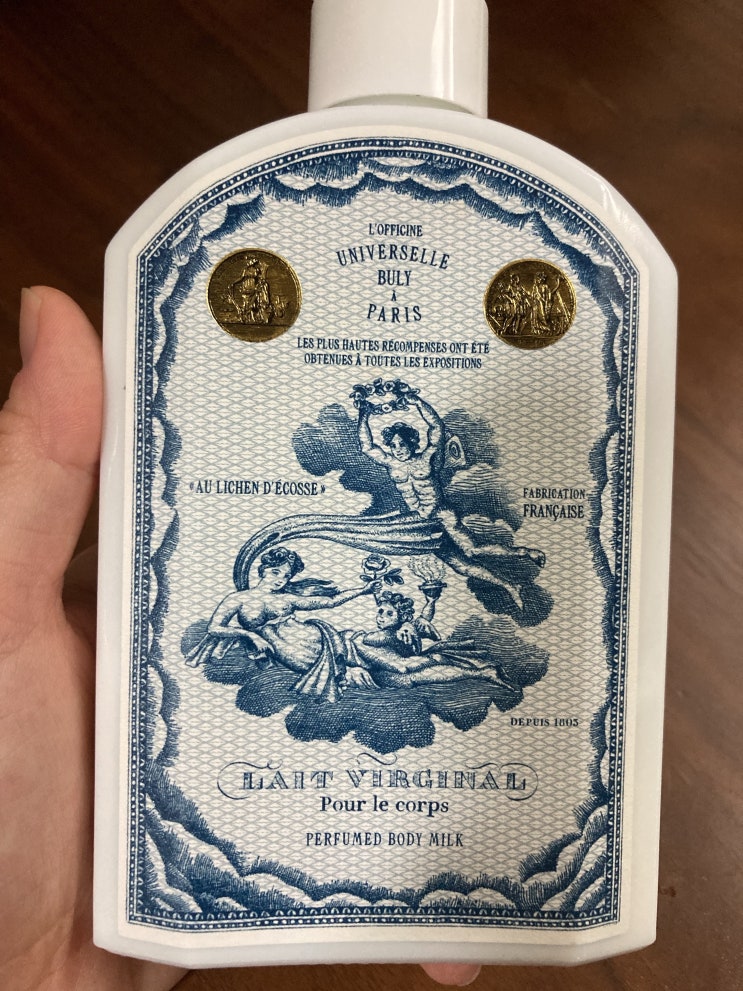 L'OFFICINE
UNIVERSELLE
BULY
À
PARIS
LES PLUS HAUTES RÉCOMPENSES ONT ÉTÉ
OBTENUES À TOUTES LES EXPOSITIONS
«AU LICHEN D'ÉCOSSE»
FABRICATION
FRANÇAISE
DEPUIS 1803
LAIT VIRGINAL
Pour le corps
PERFUMED BODY MILK